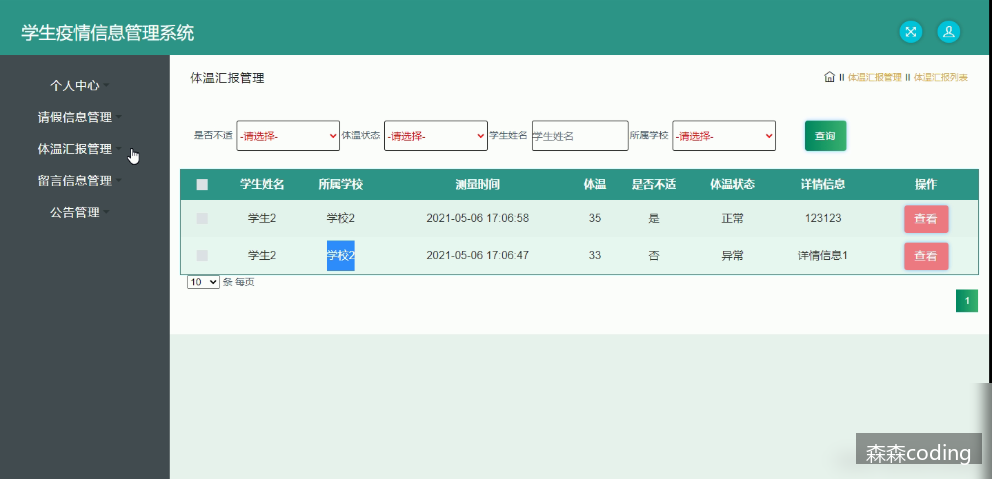 学生疫情信息管理系统
个人中心
请假信息管理
体温汇报管理
留言信息管理
公告管理
体温汇报管理
体温汇报管理 体温汇报列表
是否不适 -请选择- 体温状态 -请选择- 学生姓名 学生姓名 所属学校 -请选择- 查询
学生姓名 所属学校 测量时间 体温 是否不适 体温状态 详情信息 操作
学生2 学校2 2021-05-06 17:06:58 35 是 正常 123123 查看
学生2 学校2 2021-05-06 17:06:47 33 否 异常 详情信息1 查看
10 条 每页
1
森森coding